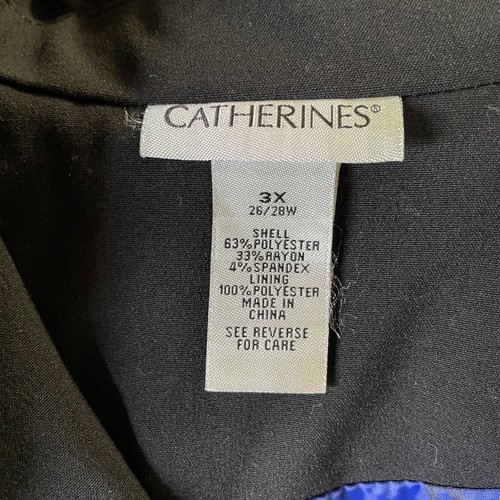 CATHERINES®
3X
26/28W
SHELL
63%POLYESTER
33%RAYON
4%SPANDEX
LINING
100%POLYESTER
MADE IN
CHINA
SEE REVERSE
FOR CARE